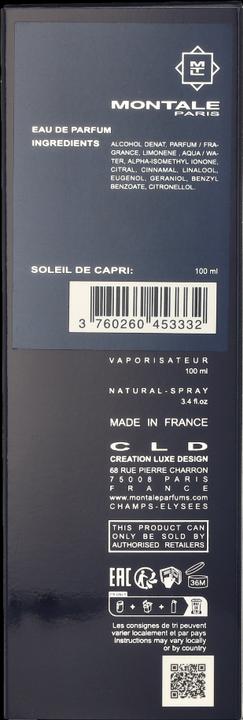 MONTALE
PARIS
EAU DE PARFUM
INGREDIENTS
ALCOHOL DENAT, PARFUM / FRA-
GRANCE, LIMONENE , AQUA / WA-
TER, ALPHA-ISOMETHYL IONONE,
CITRAL, CINNAMAL, LINALOOL,
EUGENOL, GERANIOL, BENZYL
BENZOATE, CITRONELLOL.
SOLEIL DE CAPRI: 100 ml
3 760260 453332
VAPORISATEUR
100 ml
NATURAL-SPRAY
3.4 fl.oz
MADE IN FRANCE
CLD
CREATION LUXE DESIGN
68 RUE PIERRE CHARRON
75008 PARIS
FRANCE
www.montaleparfums.com
CHAMPS-ELYSEES
THIS PRODUCT CAN
ONLY BE SOLD BY
AUTHORISED RETAILERS
EAC
36M
Les consignes de tri peuvent
varier localement et par pays
Instructions may vary locally
or by country